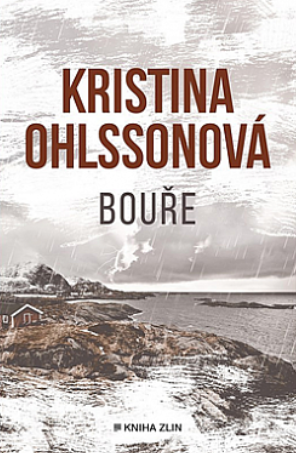 KRISTINA
OHLSSONOVÁ
BOUŘE
KNIHA ZLIN